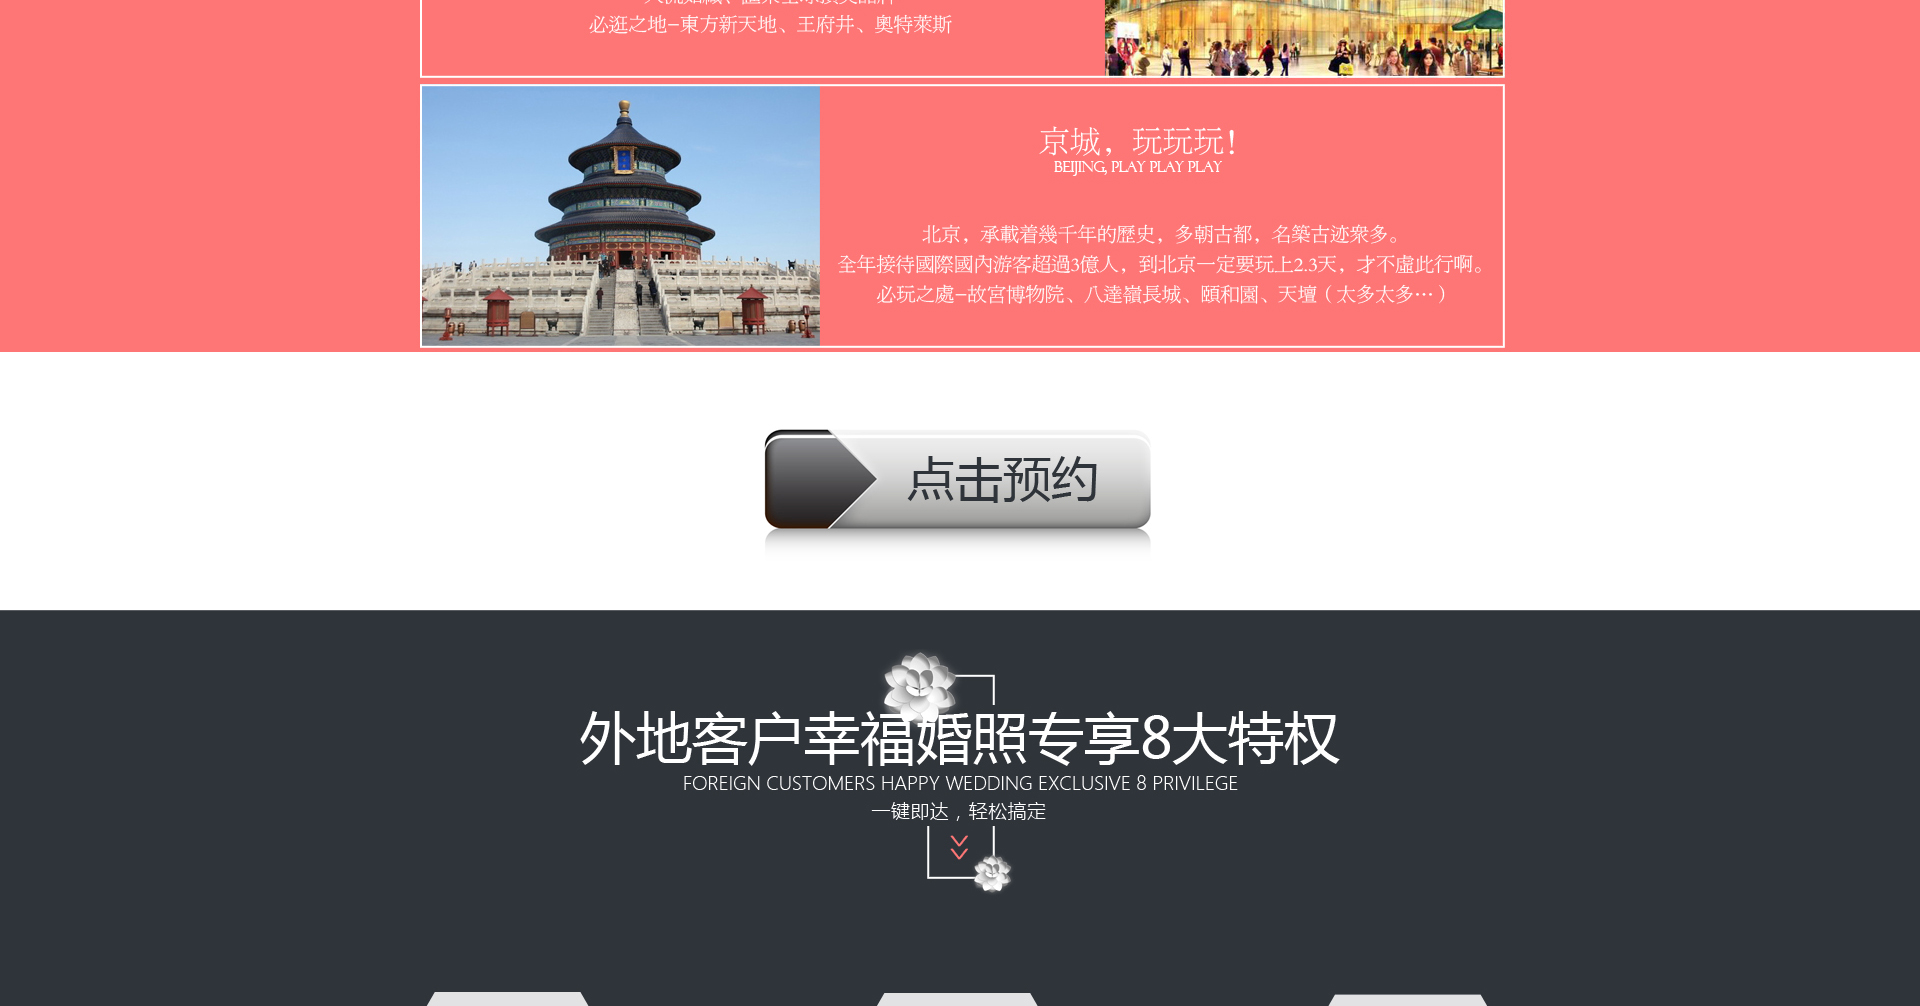 必逛之地-東方新天地、王府井、奧特萊斯
京城，玩玩玩！
BEIJING, PLAY PLAY PLAY
北京，承載着幾千年的歷史，多朝古都，名築古迹衆多。
全年接待國際國內游客超過3億人，到北京一定要玩上2.3天，才不虛此行啊。
必玩之處-故宮博物院、八達嶺長城、頤和園、天壇（太多太多…）
点击预约
外地客户幸福婚照专享8大特权
FOREIGN CUSTOMERS HAPPY WEDDING EXCLUSIVE 8 PRIVILEGE
一键即达，轻松搞定